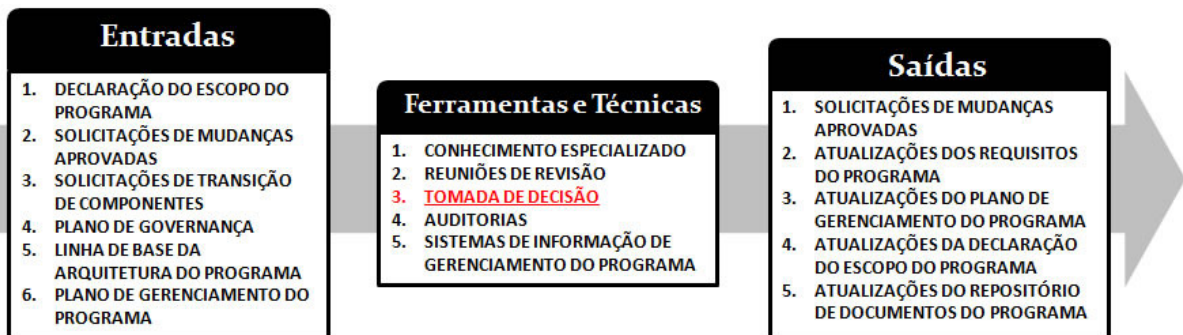 Entradas
1. DECLARAÇÃO DO ESCOPO DO
PROGRAMA
2. SOLICITAÇÕES DE MUDANÇAS
APROVADAS
3. SOLICITAÇÕES DE TRANSIÇÃO
DE COMPONENTES
4. PLANO DE GOVERNANÇA
5. LINHA DE BASE DA
ARQUITETURA DO PROGRAMA
6. PLANO DE GERENCIAMENTO DO
PROGRAMA
Ferramentas e Técnicas
1. CONHECIMENTO ESPECIALIZADO
2. REUNIÕES DE REVISÃO
3. TOMADA DE DECISÃO
4. AUDITORIAS
5. SISTEMAS DE INFORMAÇÃO DE
GERENCIAMENTO DO PROGRAMA
Saídas
1. SOLICITAÇÕES DE MUDANÇAS
APROVADAS
2. ATUALIZAÇÕES DOS REQUISITOS
DO PROGRAMA
3. ATUALIZAÇÕES DO PLANO DE
GERENCIAMENTO DO PROGRAMA
4. ATUALIZAÇÕES DA DECLARAÇÃO
DO ESCOPO DO PROGRAMA
5. ATUALIZAÇÕES DO REPOSITÓRIO
DE DOCUMENTOS DO PROGRAMA